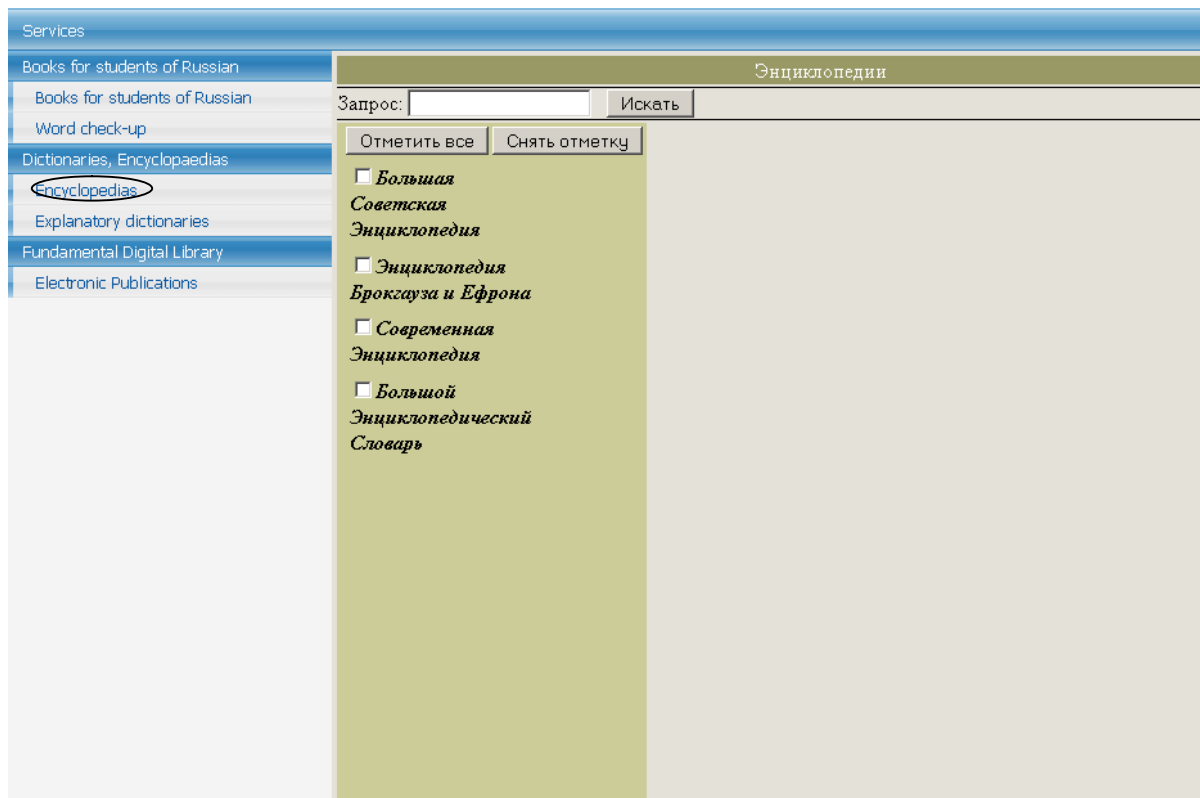 Services
Books for students of Russian
Books for students of Russian
Word check-up
Dictionaries, Encyclopaedias
Encyclopedias
Explanatory dictionaries
Fundamental Digital Library
Electronic Publications
Энциклопедии
Запрос: Искать
Отметить все Снять отметку
Большая
Советская
Энциклопедия
Энциклопедия
Брокгауза и Ефрона
Современная
Энциклопедия
Большой
Энциклопедический
Словарь